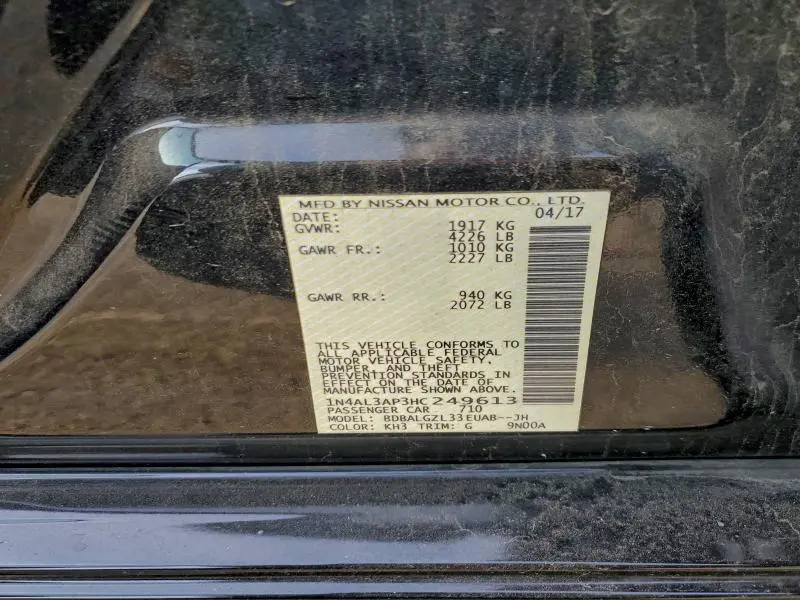 MFD BY NISSAN MOTOR CO., LTD.
DATE: 04/17
GVWR: 1917 KG
4226 LB
GAWR FR.: 1010 KG
2227 LB
GAWR RR.: 940 KG
2072 LB
THIS VEHICLE CONFORMS TO
ALL APPLICABLE FEDERAL
MOTOR VEHICLE SAFETY,
BUMPER, AND THEFT
PREVENTION STANDARDS IN
EFFECT ON THE DATE OF
MANUFACTURE SHOWN ABOVE.
1N4AL3AP3HC249613
PASSENGER CAR 710
MODEL: BDBALGZL33EUAB--JH
COLOR: KH3 TRIM: G 9N00A